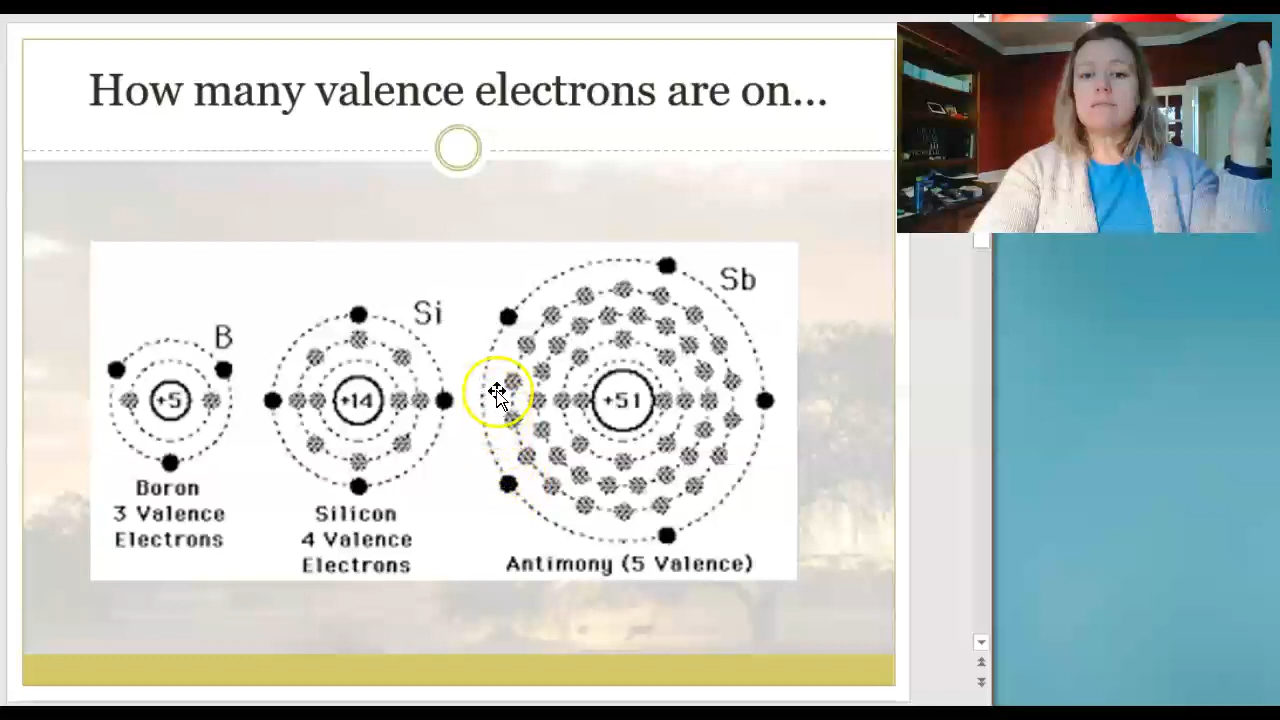 How many valence electrons are on...
B
Si
Sb
+5
+14
+51
Boron
3 Valence
Electrons
Silicon
4 Valence
Electrons
Antimony (5 Valence)